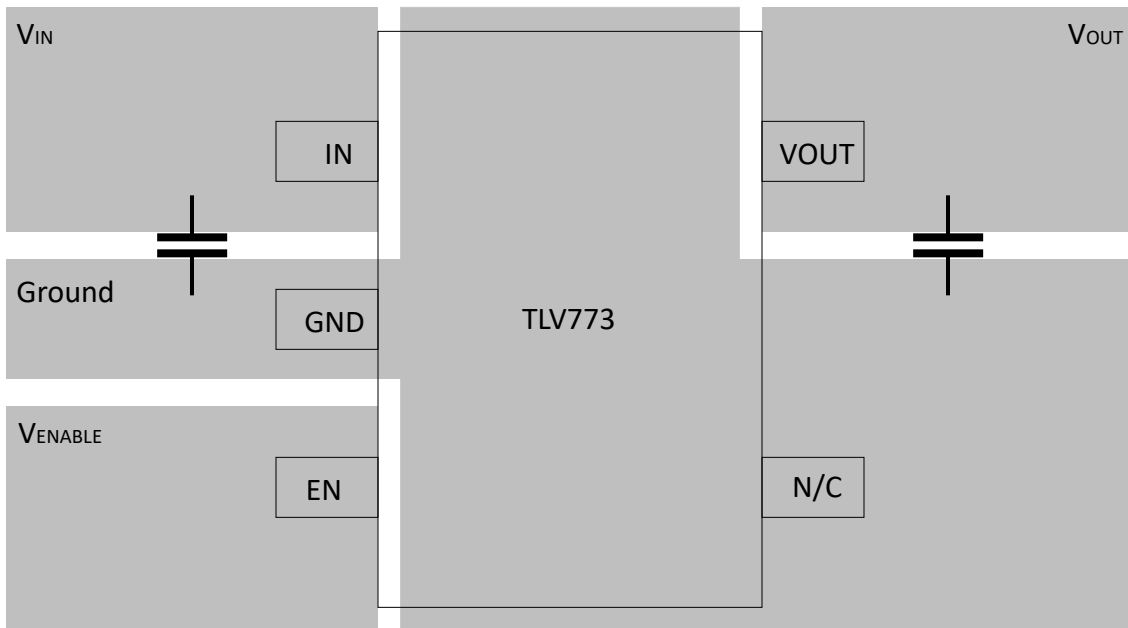 VIN
VOUT
IN
VOUT
Ground
GND
TLV773
VENABLE
EN
N/C